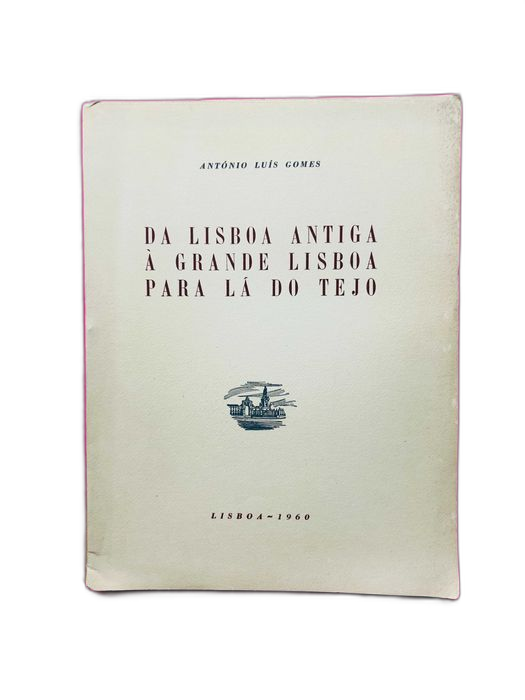 ANTÓNIO LUÍS GOMES
DA LISBOA ANTIGA
À GRANDE LISBOA
PARA LÁ DO TEJO
LISBOA ~ 1960